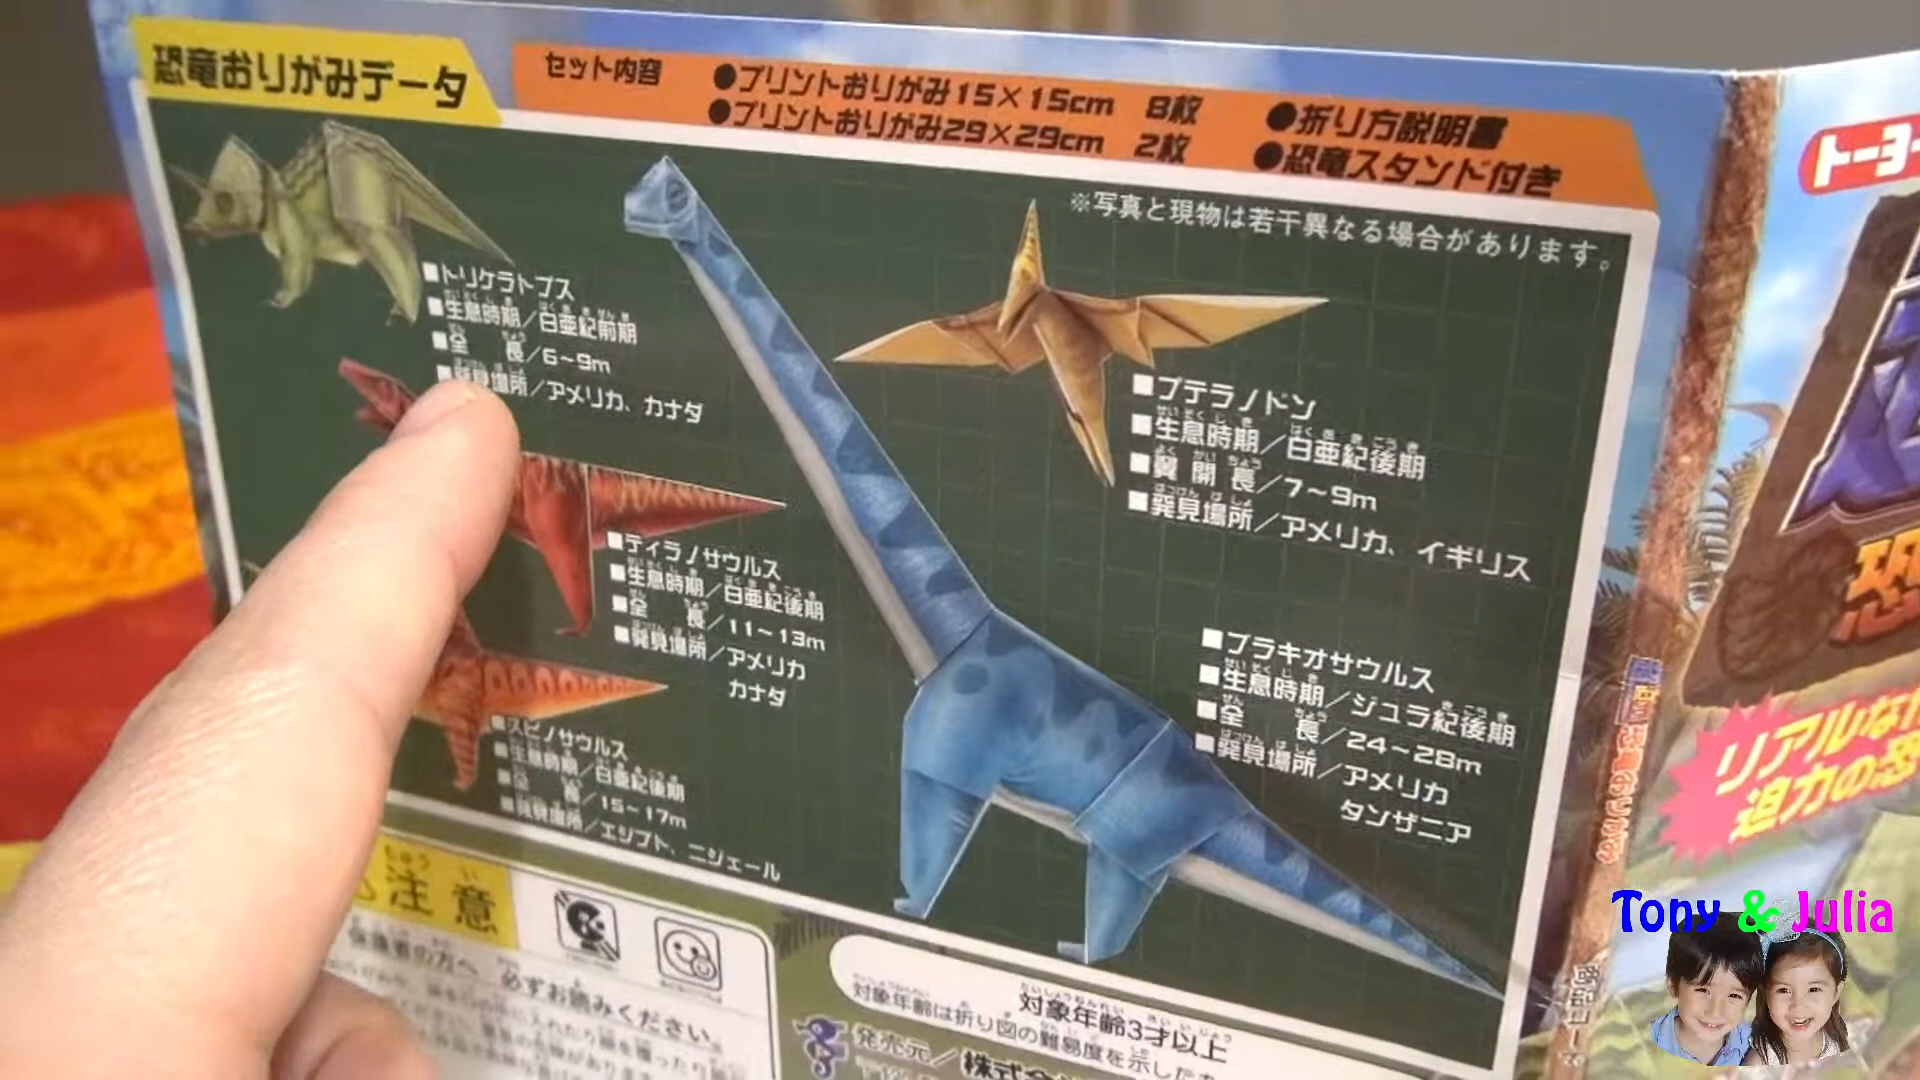 恐竜おりがみデータ
セット内容
●プリントおりがみ15×15cm 8枚
●プリントおりがみ29×29cm 2枚
●折り方説明書
●恐竜スタンド付き
※写真と現物は若干異なる場合があります。
■トリケラトプス
■生息時期／白亜紀前期
■全長／6~9m
■発見場所／アメリカ、カナダ
■プテラノドン
■生息時期／白亜紀後期
■翼開長／7~9m
■発見場所／アメリカ、イギリス
■ティラノサウルス
■生息時期／白亜紀後期
■全長／11~13m
■発見場所／アメリカ
カナダ
■スピノサウルス
■生息時期／白亜紀後期
■全長／15~17m
■発見場所／エジプト、ニジェール
■ブラキオサウルス
■生息時期／ジュラ紀後期
■全長／24~28m
■発見場所／アメリカ
タンザニア
注意
保護者の方へ 必ずお読みください。
対象年齢3才以上
対象年齢は折り図の難易度を示した
発売元／株式会
トーヨー
恐
リアルな
迫力の恐
Tony & Julia